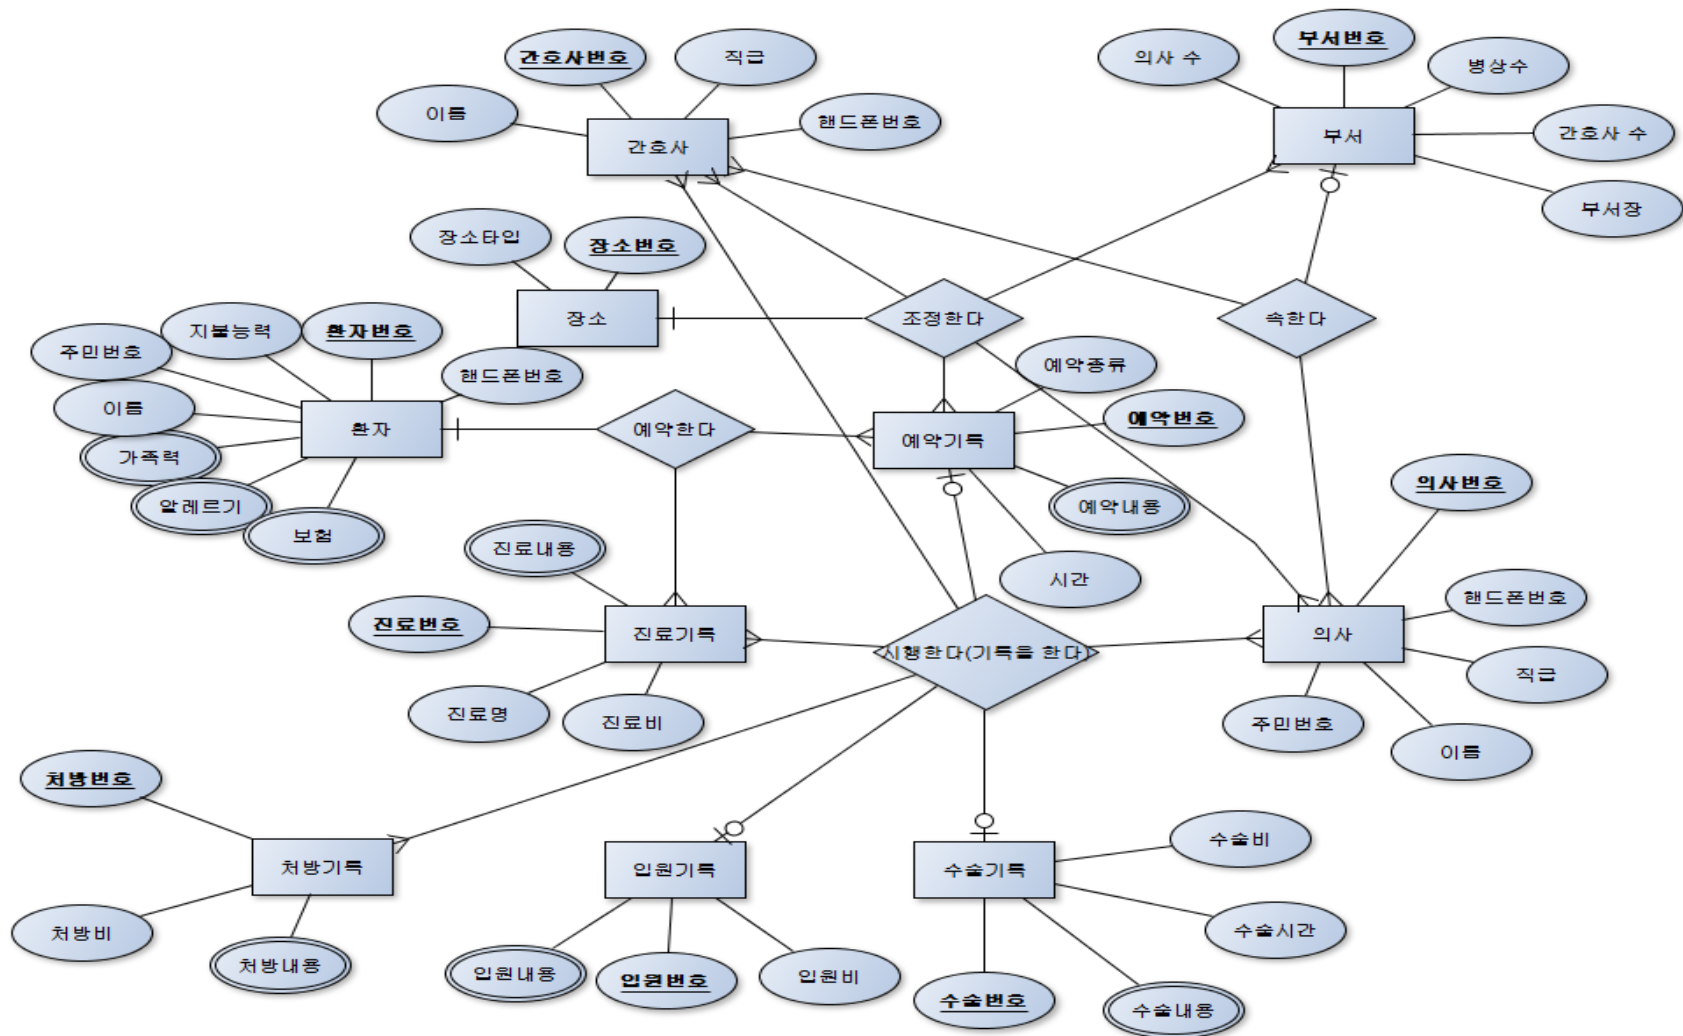 간호사번호
직급
이름
핸드폰번호
간호사
의사 수
부서번호
병상수
부서
간호사 수
부서장
장소타입
장소번호
장소
조정한다
속한다
주민번호
지불능력
환자번호
핸드폰번호
이름
가족력
알레르기
보험
환자
예약한다
예약종류
예약번호
예약기록
예약내용
시간
의사번호
핸드폰번호
의사
직급
주민번호
이름
진료내용
진료번호
진료기록
진료명
진료비
시행한다(기록을 한다)
처방번호
처방기록
처방비
처방내용
입원기록
입원내용
입원번호
입원비
수술기록
수술비
수술시간
수술번호
수술내용